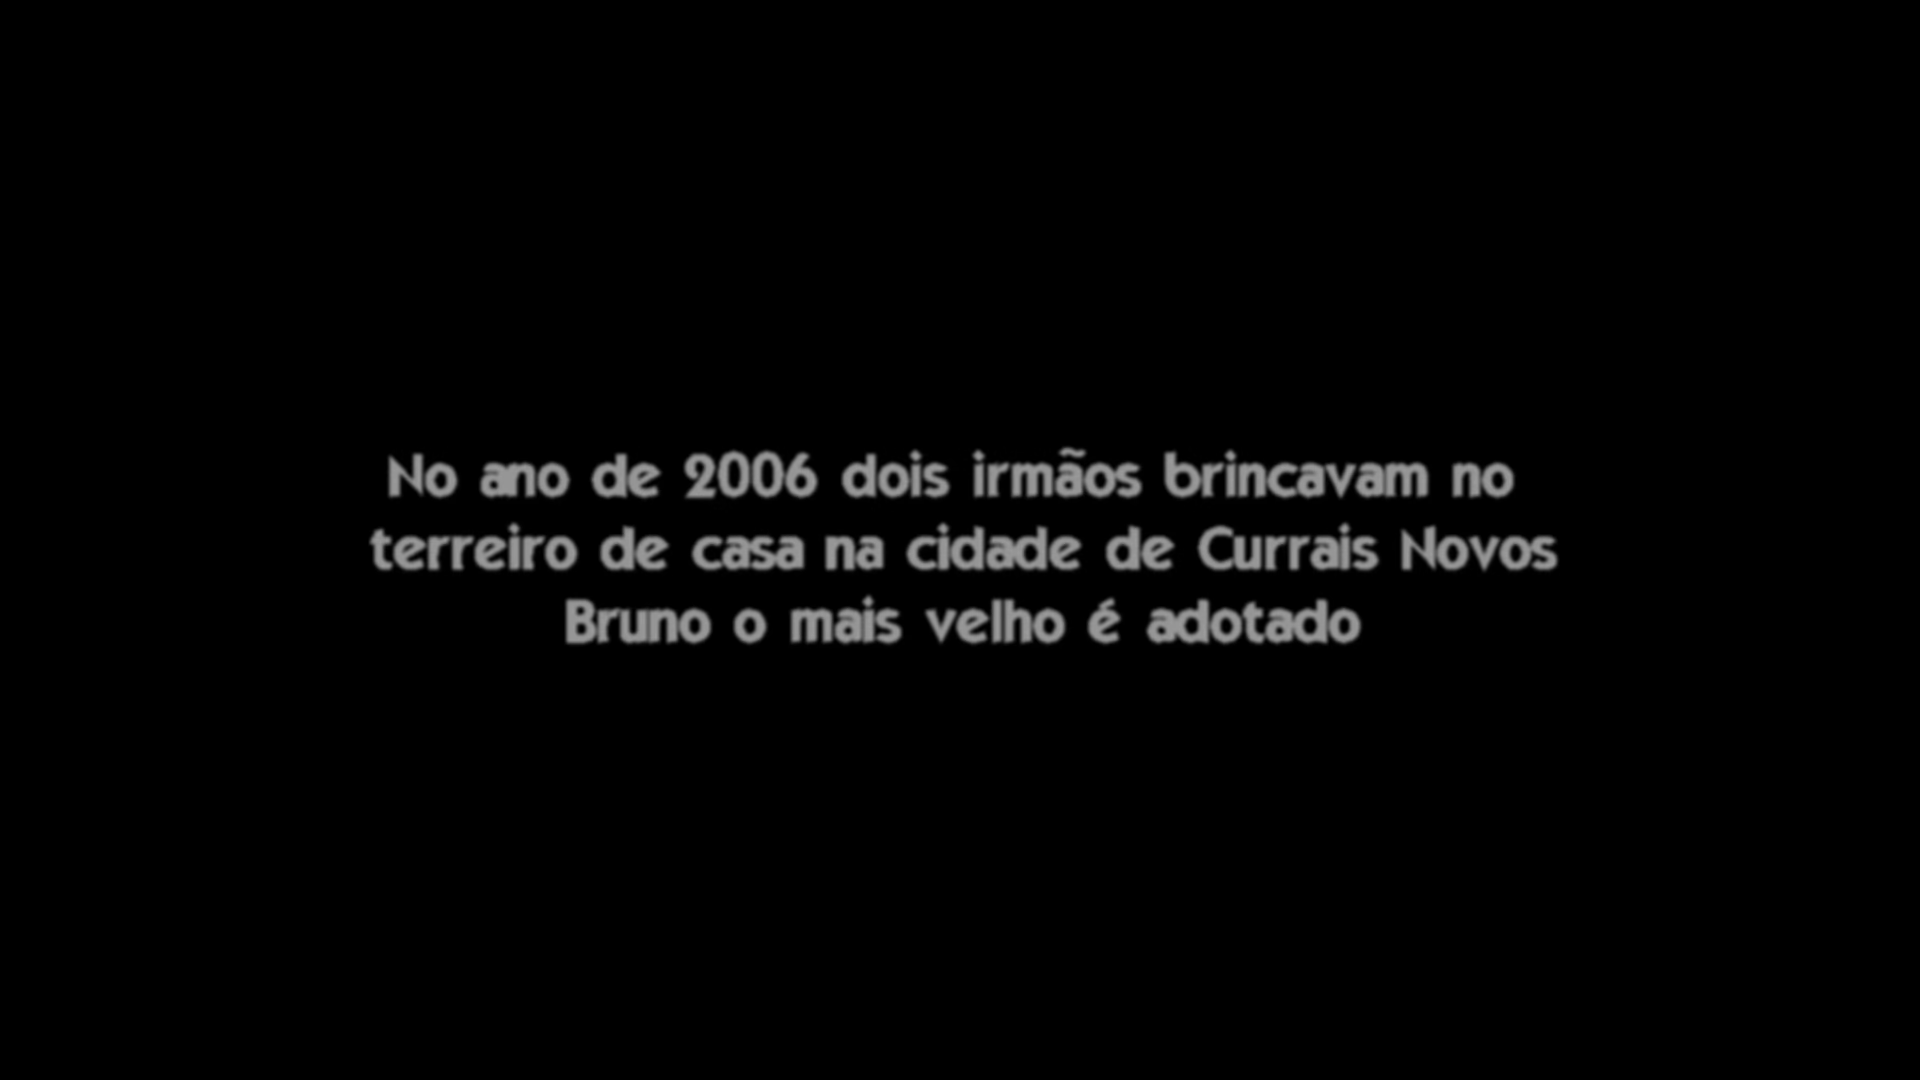 No ano de 2006 dois irmãos brincavam no
terreiro de casa na cidade de Currais Novos
Bruno o mais velho é adotado